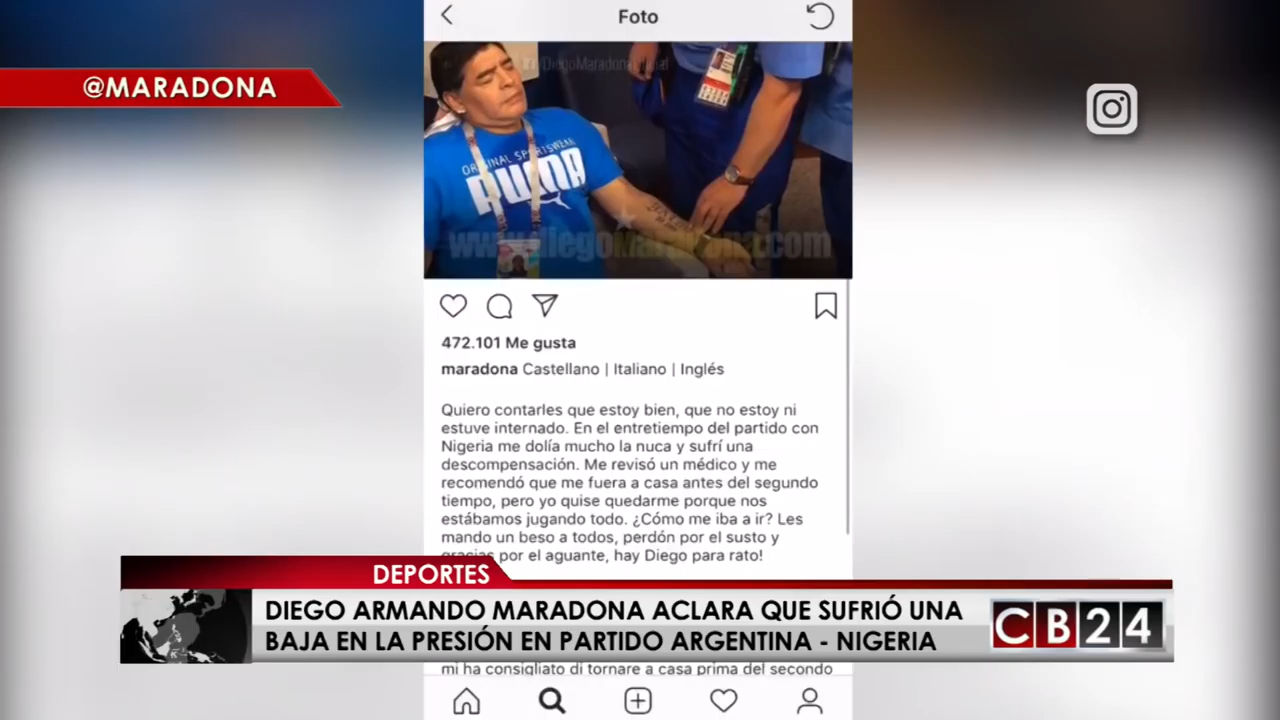 Foto
@MARADONA
DiegoMaradona
ORIGINAL SPORTSWEAR
PUMA
www.diegoMaradona.com
472.101 Me gusta
maradona Castellano | Italiano | Inglés
Quiero contarles que estoy bien, que no estoy ni
estuve internado. En el entretiempo del partido con
Nigeria me dolía mucho la nuca y sufrí una
descompensación. Me revisó un médico y me
recomendó que me fuera a casa antes del segundo
tiempo, pero yo quise quedarme porque nos
estábamos jugando todo. ¿Cómo me iba a ir? Les
mando un beso a todos, perdón por el susto y
gracias por el aguante, hay Diego para rato!
DEPORTES
DIEGO ARMANDO MARADONA ACLARA QUE SUFRIÓ UNA
BAJA EN LA PRESIÓN EN PARTIDO ARGENTINA - NIGERIA
CB24
mi ha consigliato di tornare a casa prima del secondo